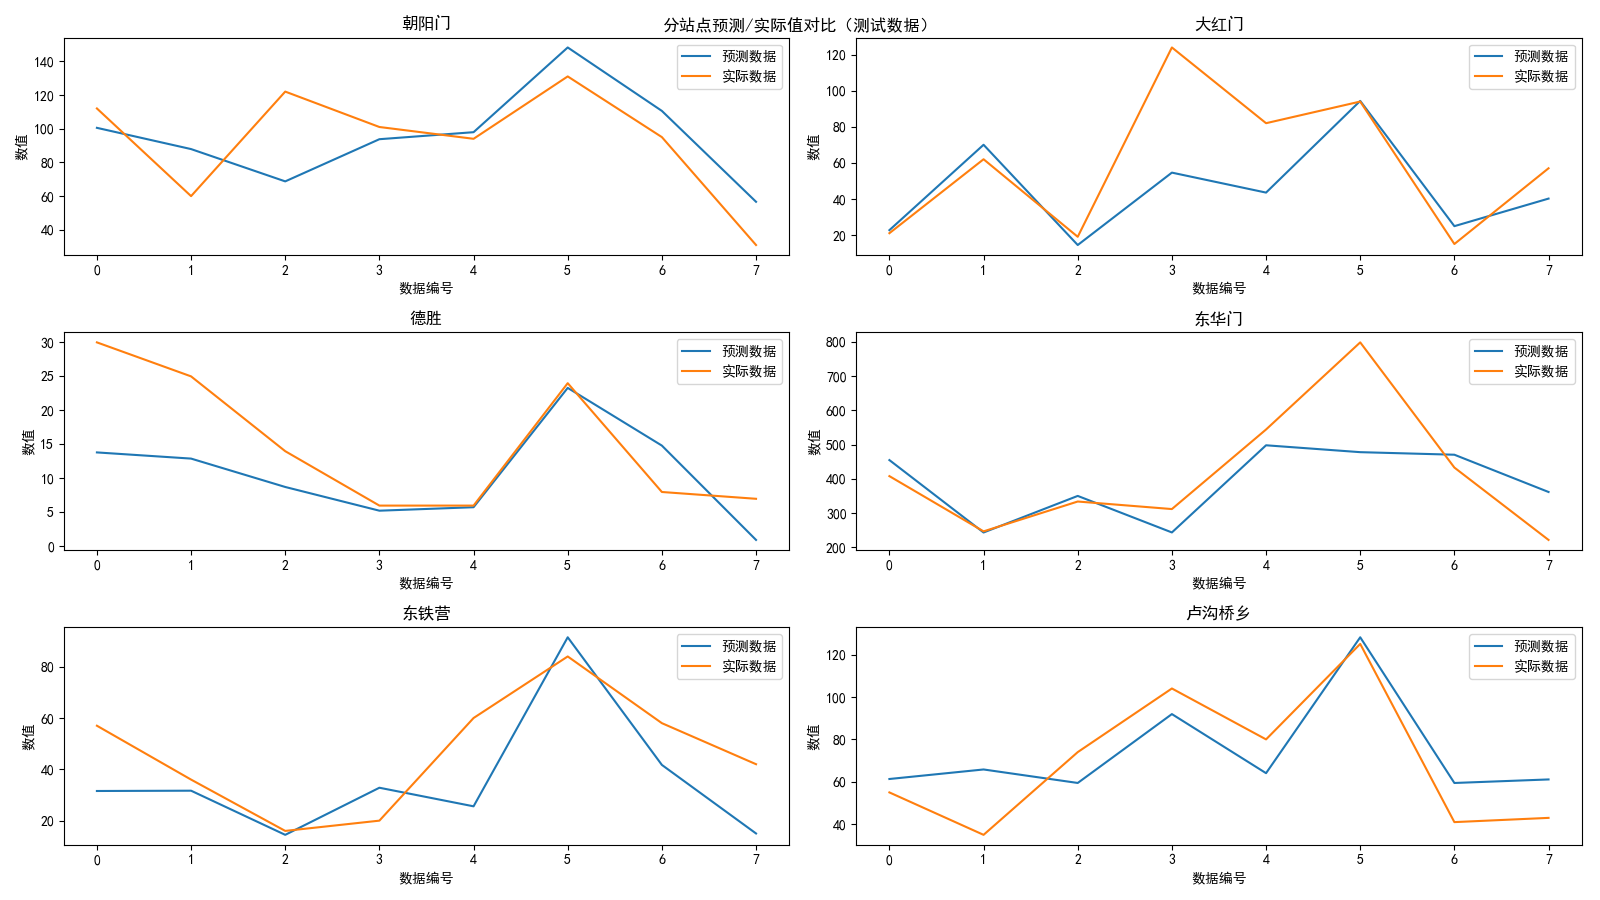 分站点预测/实际值对比（测试数据）
朝阳门
预测数据
实际数据
140
120
100
80
60
40
数值
0 1 2 3 4 5 6 7
数据编号
大红门
预测数据
实际数据
120
100
80
60
40
20
数值
0 1 2 3 4 5 6 7
数据编号
德胜
预测数据
实际数据
30
25
20
15
10
5
0
数值
0 1 2 3 4 5 6 7
数据编号
东华门
预测数据
实际数据
800
700
600
500
400
300
200
数值
0 1 2 3 4 5 6 7
数据编号
东铁营
预测数据
实际数据
80
60
40
20
数值
0 1 2 3 4 5 6 7
数据编号
卢沟桥乡
预测数据
实际数据
120
100
80
60
40
数值
0 1 2 3 4 5 6 7
数据编号